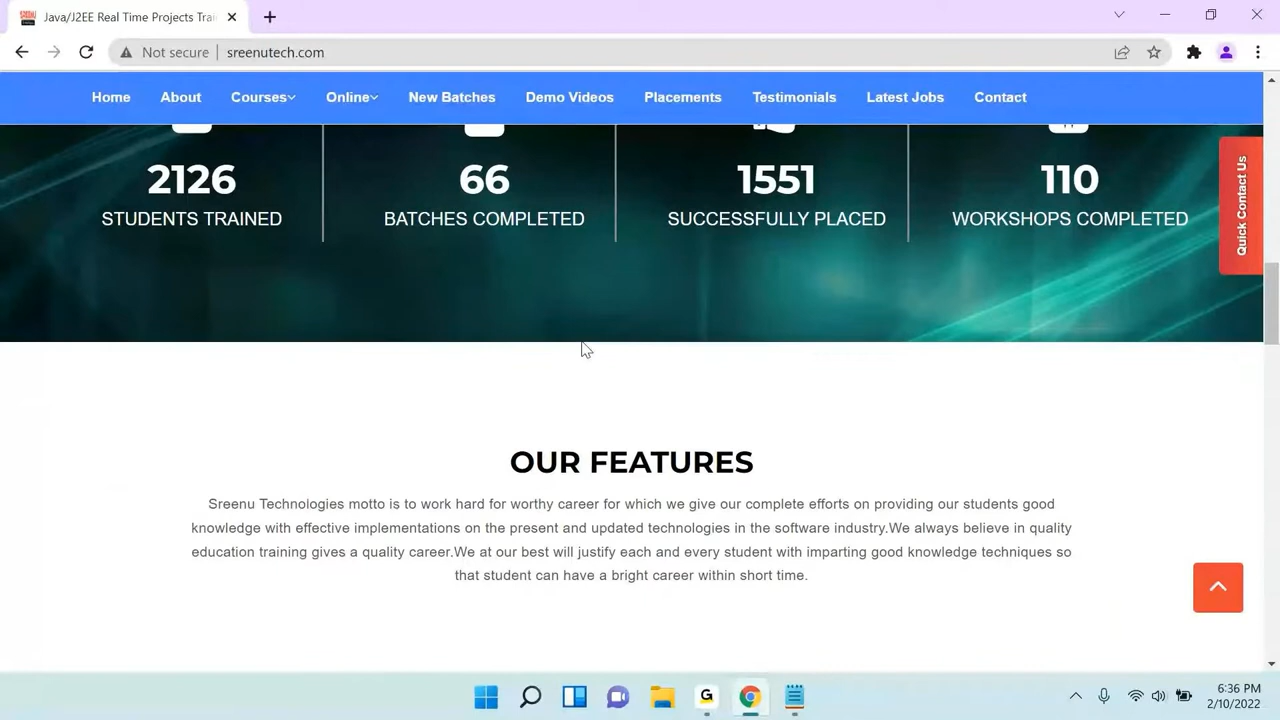 Java/J2EE Real Time Projects Trai
Not secure
sreenutech.com
Home
About
Courses
Online
New Batches
Demo Videos
Placements
Testimonials
Latest Jobs
Contact
2126
66
1551
110
STUDENTS TRAINED
BATCHES COMPLETED
SUCCESSFULLY PLACED
WORKSHOPS COMPLETED
Quick Contact Us
OUR FEATURES
Sreenu Technologies motto is to work hard for worthy career for which we give our complete efforts on providing our students good
knowledge with effective implementations on the present and updated technologies in the software industry.We always believe in quality
education training gives a quality career.We at our best will justify each and every student with imparting good knowledge techniques so
that student can have a bright career within short time.
G
6:36 PM
2/10/2022